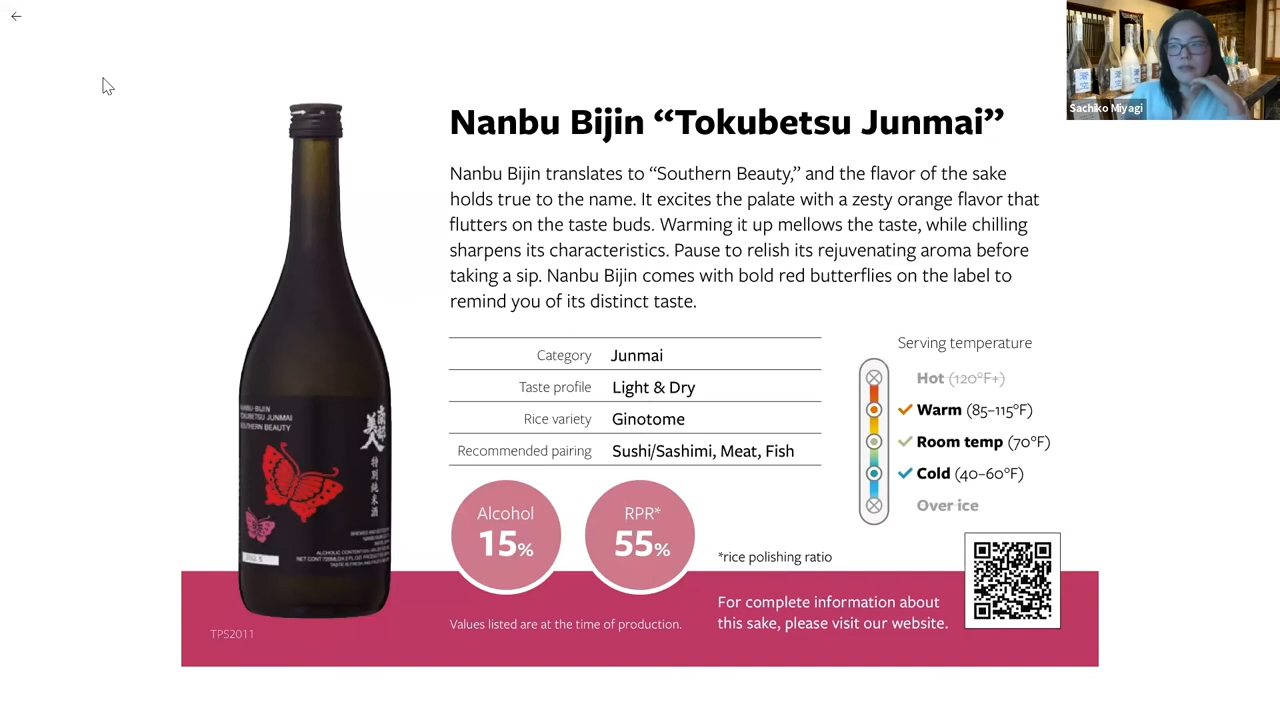 Sachiko Miyagi
Nanbu Bijin “Tokubetsu Junmai”
Nanbu Bijin translates to “Southern Beauty,” and the flavor of the sake
holds true to the name. It excites the palate with a zesty orange flavor that
flutters on the taste buds. Warming it up mellows the taste, while chilling
sharpens its characteristics. Pause to relish its rejuvenating aroma before
taking a sip. Nanbu Bijin comes with bold red butterflies on the label to
remind you of its distinct taste.
Category Junmai
Taste profile Light & Dry
Rice variety Ginotome
Recommended pairing Sushi/Sashimi, Meat, Fish
Serving temperature
Hot (120°F+)
Warm (85–115°F)
Room temp (70°F)
Cold (40–60°F)
Over ice
Alcohol
15%
RPR*
55%
*rice polishing ratio
Values listed are at the time of production.
For complete information about
this sake, please visit our website.
TPS2011
NANBU-BIJIN
TOKUBETSU JUNMAI
SOUTHERN BEAUTY
南部
美人
特別純米酒
蒼空